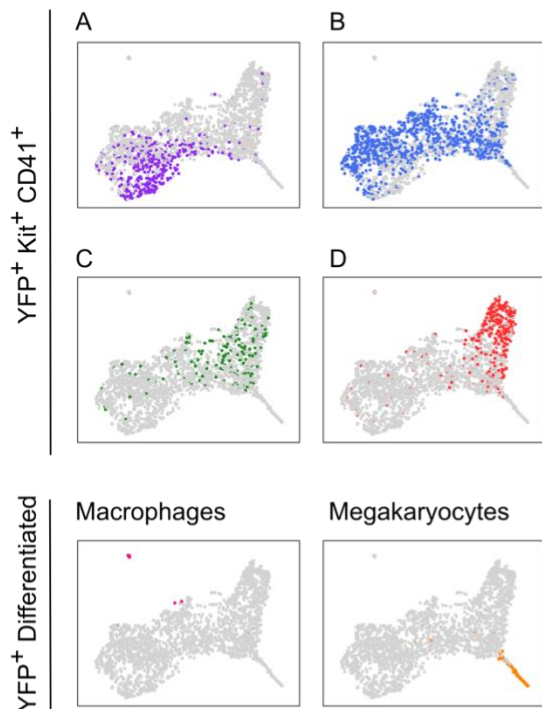 A
B
YFP+ Kit+ CD41+
C
D
Macrophages
Megakaryocytes
YFP+ Differentiated